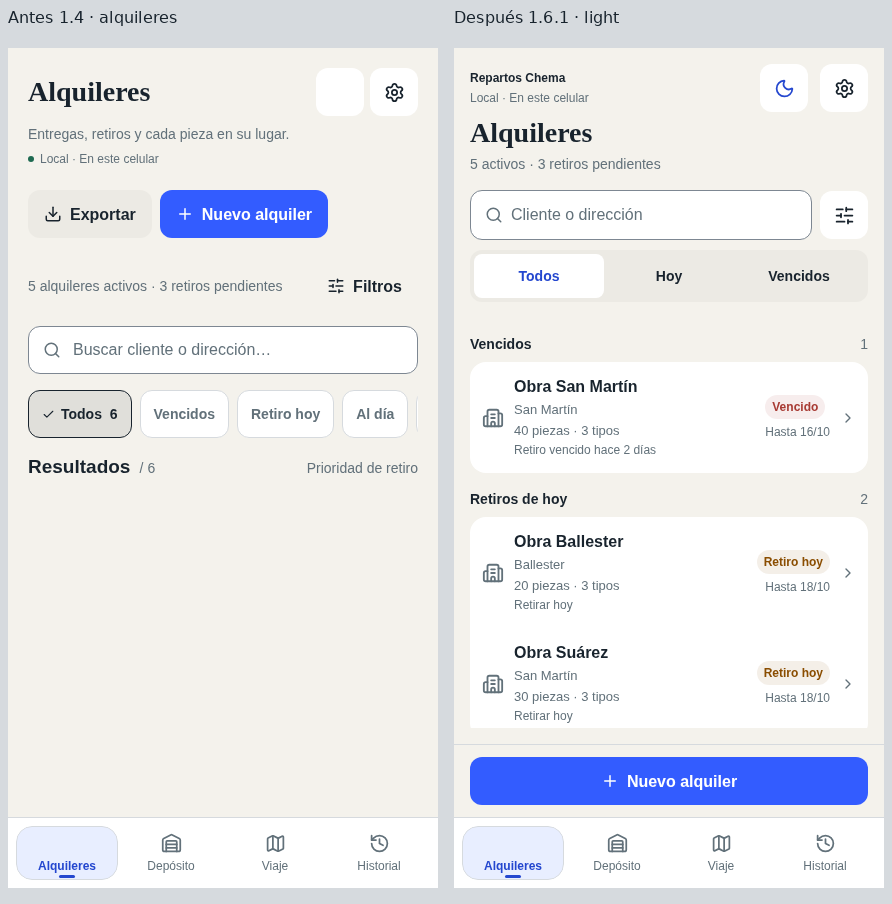 Antes 1.4 · alquileres
Alquileres
Entregas, retiros y cada pieza en su lugar.
Local · En este celular
Exportar
Nuevo alquiler
5 alquileres activos · 3 retiros pendientes
Filtros
Buscar cliente o dirección…
Todos 6
Vencidos
Retiro hoy
Al día
Resultados / 6
Prioridad de retiro
Alquileres
Depósito
Viaje
Historial
Después 1.6.1 · light
Repartos Chema
Local · En este celular
Alquileres
5 activos · 3 retiros pendientes
Cliente o dirección
Todos
Hoy
Vencidos
Vencidos 1
Obra San Martín
San Martín
40 piezas · 3 tipos
Retiro vencido hace 2 días
Vencido
Hasta 16/10
Retiros de hoy 2
Obra Ballester
Ballester
20 piezas · 3 tipos
Retirar hoy
Retiro hoy
Hasta 18/10
Obra Suárez
San Martín
30 piezas · 3 tipos
Retirar hoy
Retiro hoy
Hasta 18/10
Nuevo alquiler
Alquileres
Depósito
Viaje
Historial